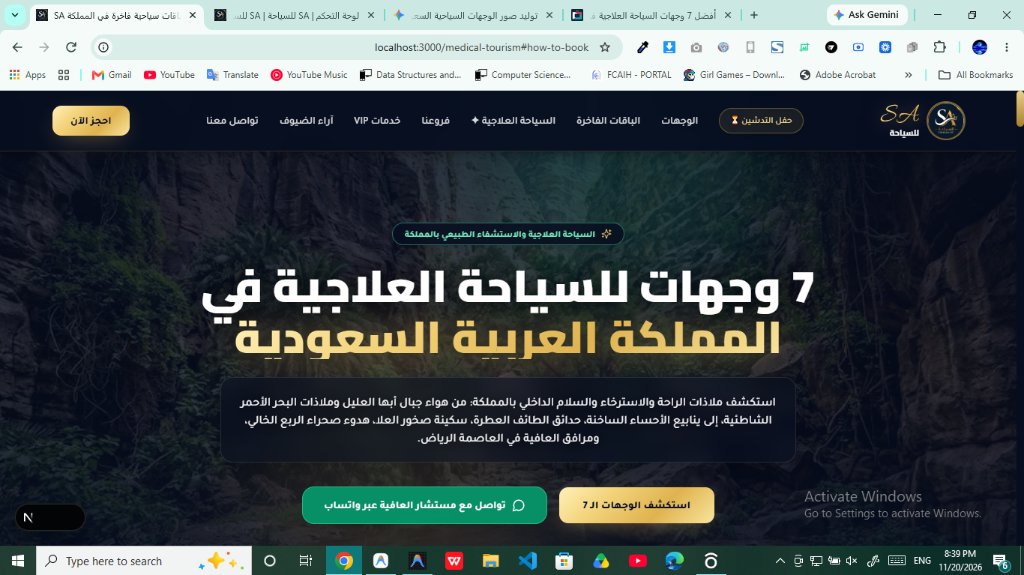 SA للسياحة | لوحة التحكم
توليد صور الوجهات السياحية
أفضل 7 وجهات السياحة العلاجية
Ask Gemini
localhost:3000/medical-tourism#how-to-book
Apps
Gmail
YouTube
Translate
YouTube Music
Data Structures and...
Computer Science...
FCAIH - PORTAL
Girl Games – Downl...
Adobe Acrobat
»
All Bookmarks
SA
للسياحة
حفل التدشين
الوجهات
الباقات الفاخرة
السياحة العلاجية ✦
فروعنا
خدمات VIP
آراء الضيوف
تواصل معنا
احجز الآن
السياحة العلاجية والاستشفاء الطبيعي بالمملكة
7 وجهات للسياحة العلاجية في
المملكة العربية السعودية
استكشف ملاذات الراحة والاسترخاء والسلام الداخلي بالمملكة: من هواء جبال أبها العليل وملاذات البحر الأحمر
الشاطئية، إلى ينابيع الأحساء الساخنة، حدائق الطائف العطرة، سكينة صخور العلا، هدوء صحراء الربع الخالي،
ومرافق العافية في العاصمة الرياض.
استكشف الوجهات الـ 7
تواصل مع مستشار العافية عبر واتساب
N
Activate Windows
Go to Settings to activate Windows.
Type here to search
ENG
8:39 PM
11/20/2026
6